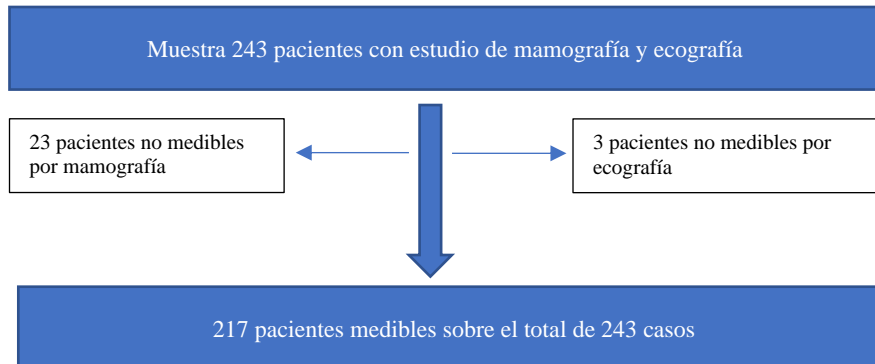 Muestra 243 pacientes con estudio de mamografía y ecografía
23 pacientes no medibles
por mamografía
3 pacientes no medibles por
ecografía
217 pacientes medibles sobre el total de 243 casos